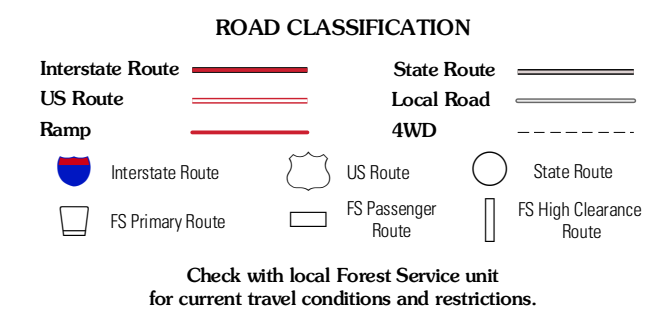 ROAD CLASSIFICATION
Interstate Route
State Route
US Route
Local Road
Ramp
4WD
Interstate Route
US Route
State Route
FS Primary Route
FS Passenger
Route
FS High Clearance
Route
Check with local Forest Service unit
for current travel conditions and restrictions.